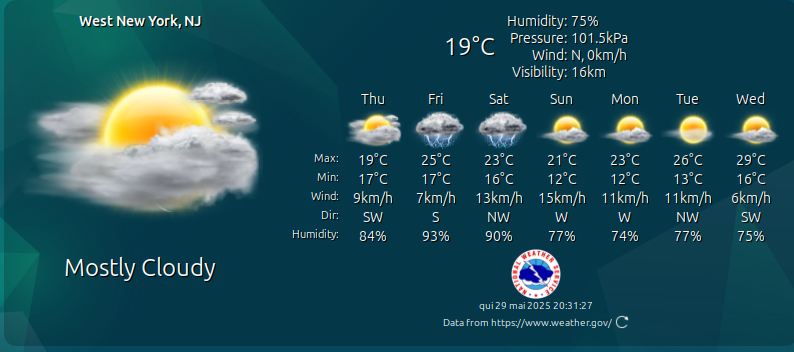 West New York, NJ
Mostly Cloudy
19°C
Humidity: 75%
Pressure: 101.5kPa
Wind: N, 0km/h
Visibility: 16km
Thu Fri Sat Sun Mon Tue Wed
Max: 19°C 25°C 23°C 21°C 23°C 26°C 29°C
Min: 17°C 17°C 16°C 12°C 12°C 13°C 16°C
Wind: 9km/h 7km/h 13km/h 15km/h 11km/h 11km/h 6km/h
Dir: SW S NW W W NW SW
Humidity: 84% 93% 90% 77% 74% 77% 75%
NATIONAL WEATHER SERVICE
qui 29 mai 2025 20:31:27
Data from https://www.weather.gov/